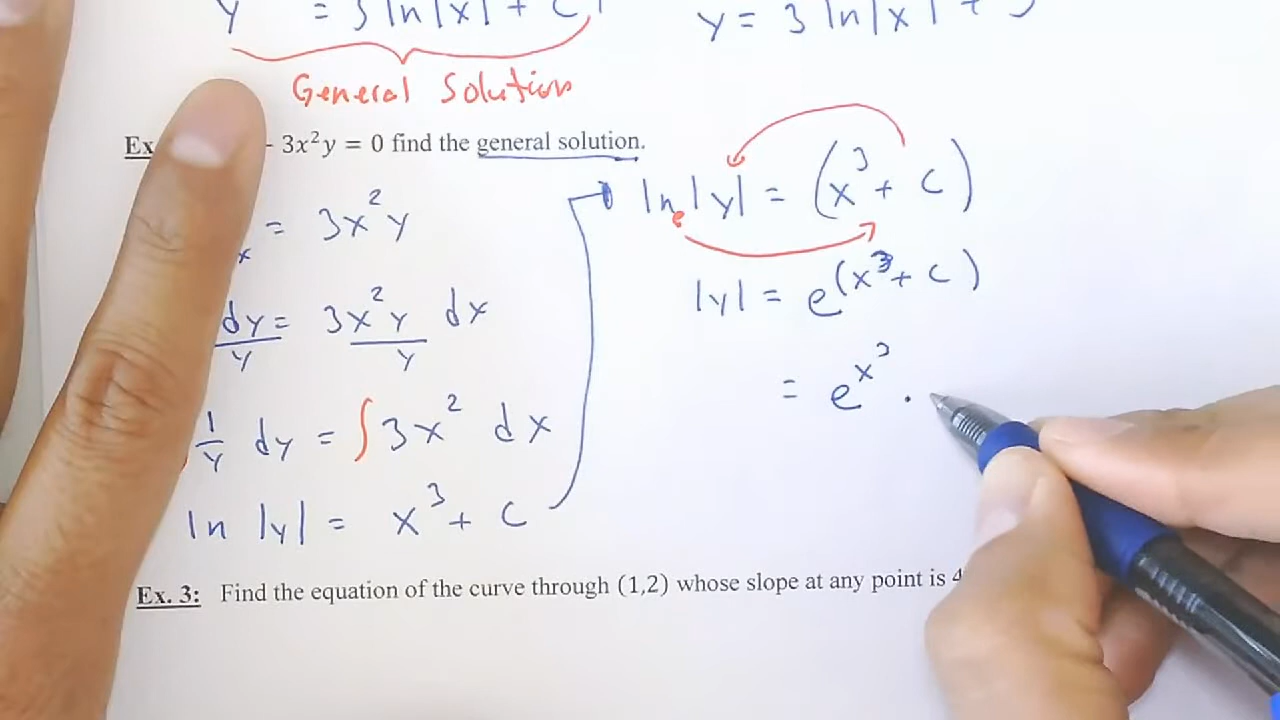 y = 3 ln|x| + C
y = 3 ln|x| +
General Solution
Ex - 3x²y = 0 find the general solution.
x = 3x²y
dy/y = 3x²y/y dx
1/y dy = ∫ 3x² dx
ln |y| = x³ + c
ln |y| = (x³ + c)
e
|y| = e^(x³ + c)
= e^x³ ·
Ex. 3: Find the equation of the curve through (1,2) whose slope at any point is 4